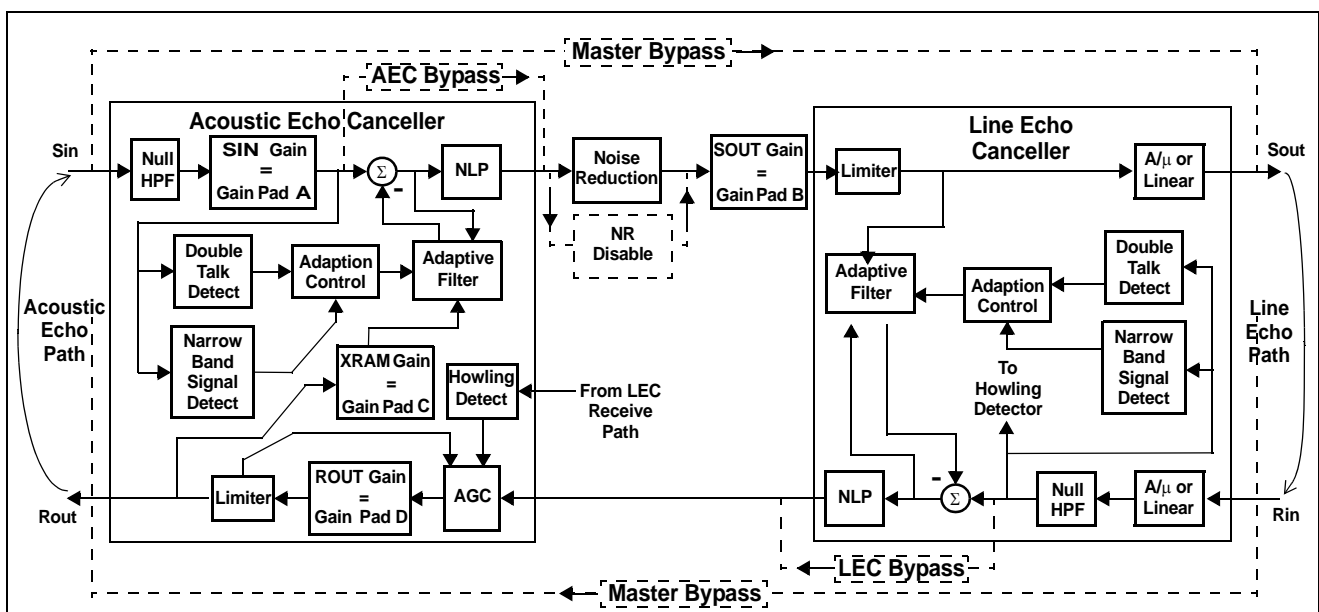 Master Bypass
AEC Bypass
Acoustic Echo Canceller
Line Echo
Canceller
Sin
Null
HPF
SIN Gain
=
Gain Pad A
Σ
-
NLP
Noise
Reduction
SOUT Gain
=
Gain Pad B
Limiter
A/μ or
Linear
Sout
NR
Disable
Double
Talk
Detect
Adaption
Control
Adaptive
Filter
Adaptive
Filter
Adaption
Control
Double
Talk
Detect
Acoustic
Echo
Path
Line
Echo
Path
Narrow
Band
Signal
Detect
XRAM Gain
=
Gain Pad C
Howling
Detect
From LEC
Receive
Path
To
Howling
Detector
Narrow
Band
Signal
Detect
Rout
Limiter
ROUT Gain
=
Gain Pad D
AGC
NLP
-
Σ
Null
HPF
A/μ or
Linear
Rin
LEC Bypass
Master Bypass